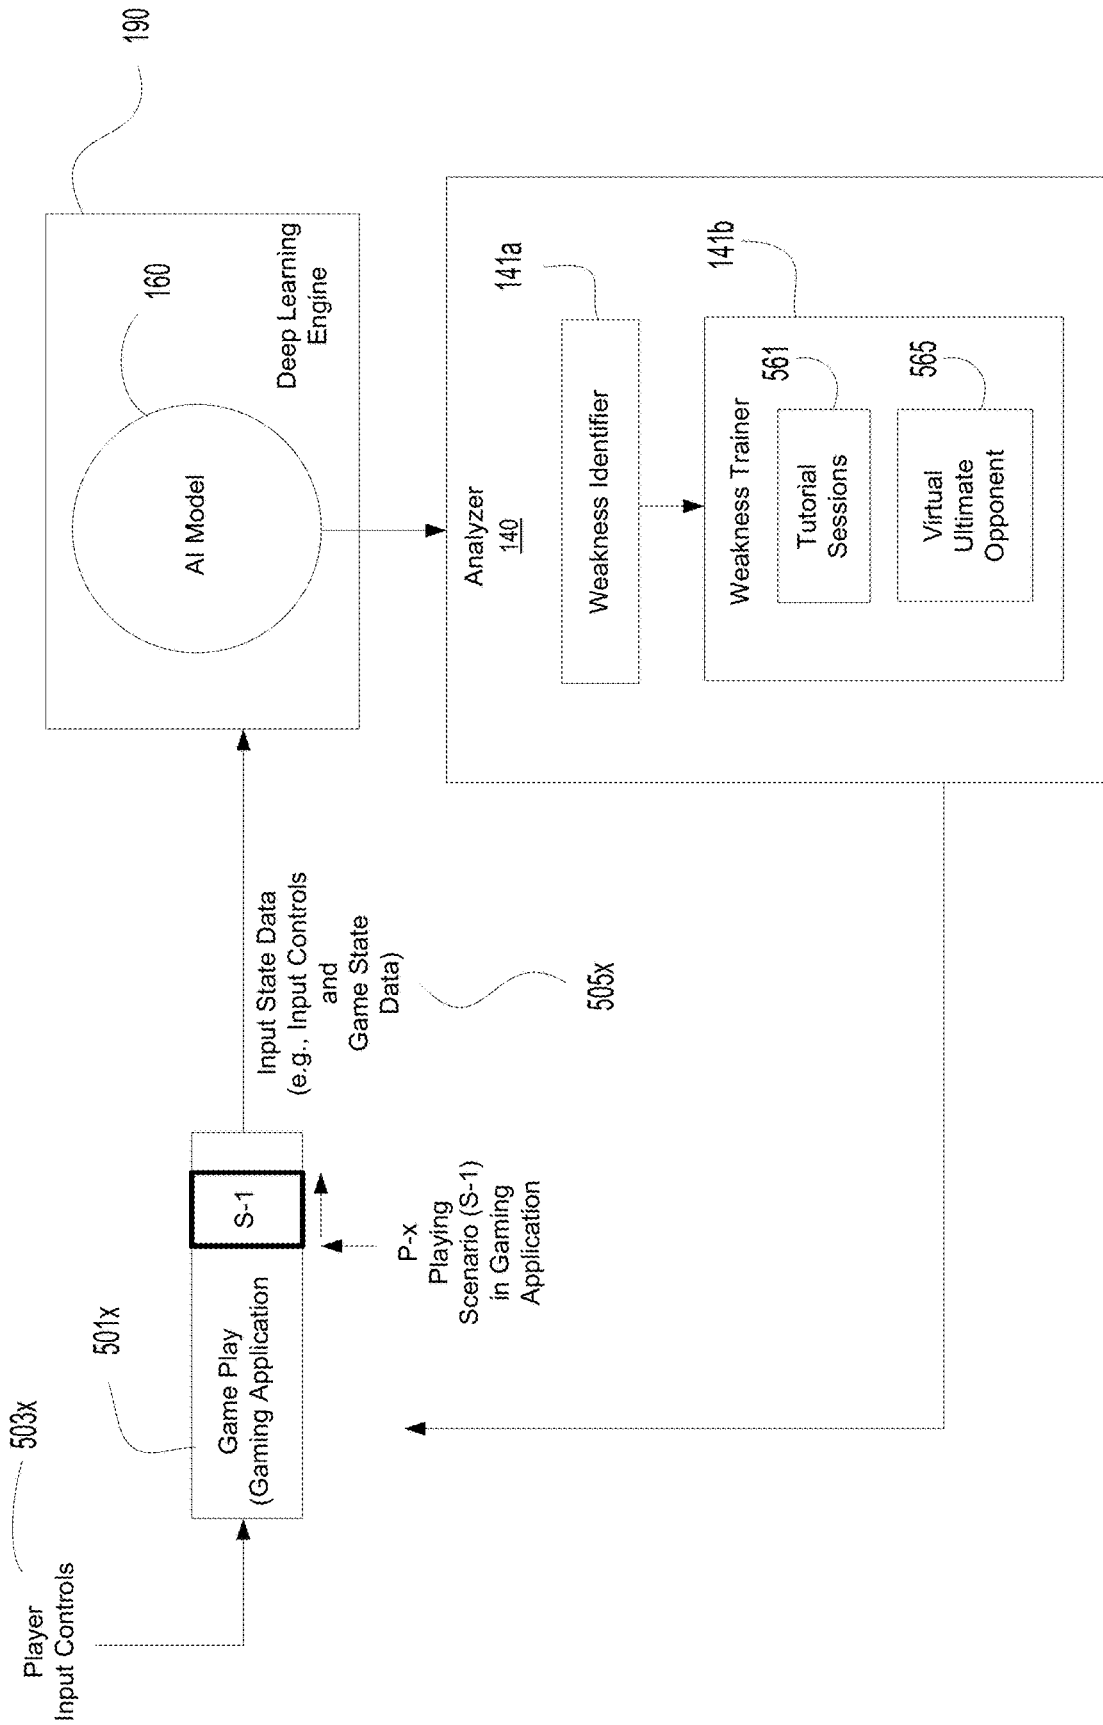 Player
Input Controls
503x
501x
Game Play
(Gaming Application
S-1
P-x
Playing
Scenario (S-1)
in Gaming
Application
Input State Data
(e.g., Input Controls
and
Game State
Data)
505x
190
160
AI Model
Deep Learning
Engine
Analyzer
140
141a
Weakness Identifier
141b
Weakness Trainer
561
Tutorial
Sessions
565
Virtual
Ultimate
Opponent